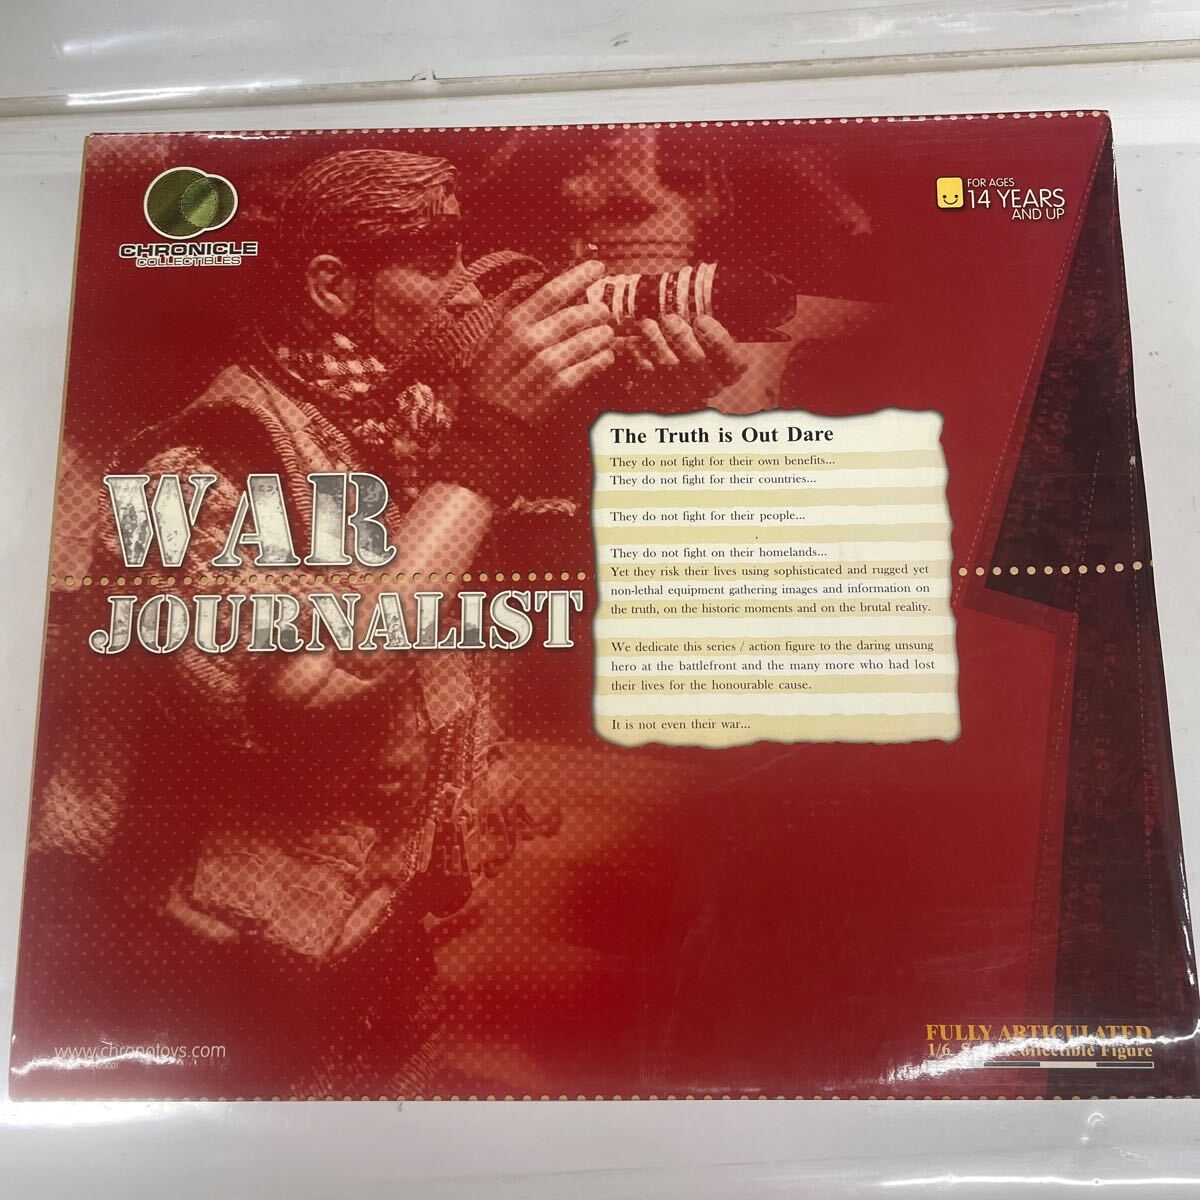 CHRONICLE
COLLECTIBLES
FOR AGES
14 YEARS
AND UP
WAR
JOURNALIST
The Truth is Out Dare
They do not fight for their own benefits...
They do not fight for their countries...
They do not fight for their people...
They do not fight on their homelands...
Yet they risk their lives using sophisticated and rugged yet
non-lethal equipment gathering images and information on
the truth, on the historic moments and on the brutal reality.
We dedicate this series / action figure to the daring unsung
hero at the battlefront and the many more who had lost
their lives for the honourable cause.
It is not even their war...
www.chronotoys.com
FULLY ARTICULATED
1/6 Collectible Figure